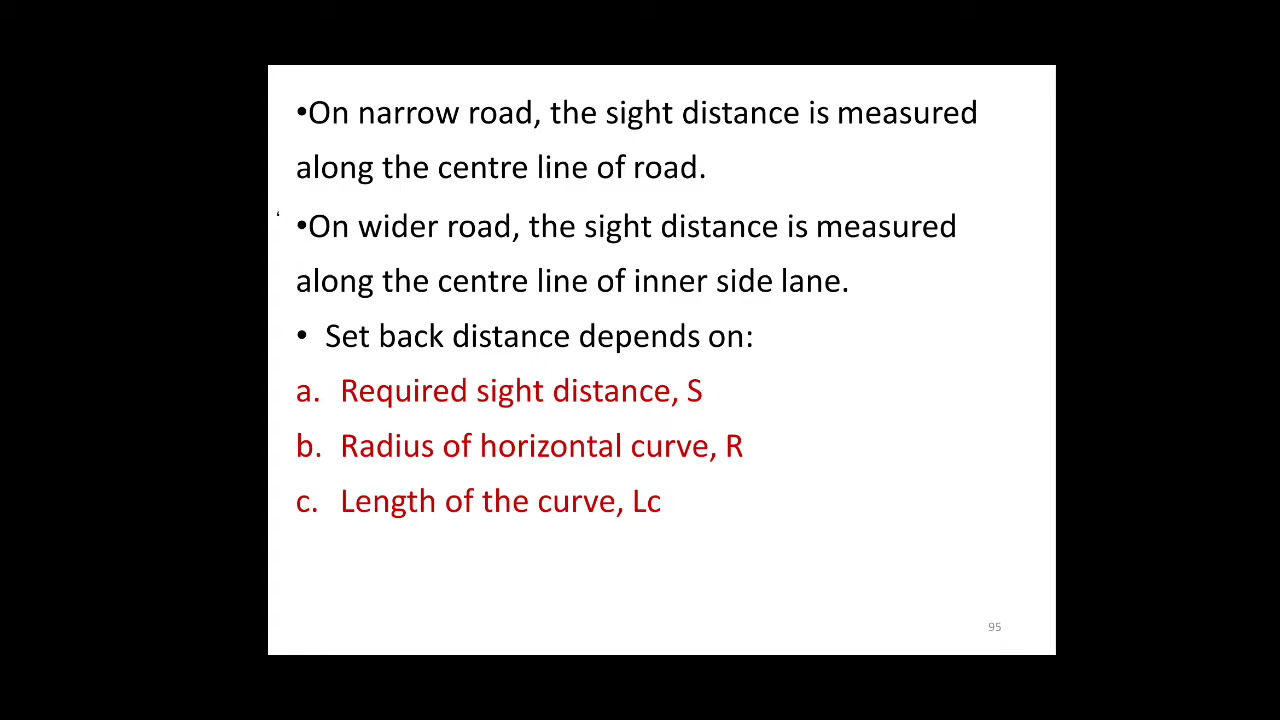 •On narrow road, the sight distance is measured
along the centre line of road.
•On wider road, the sight distance is measured
along the centre line of inner side lane.
• Set back distance depends on:
a. Required sight distance, S
b. Radius of horizontal curve, R
c. Length of the curve, Lc
95